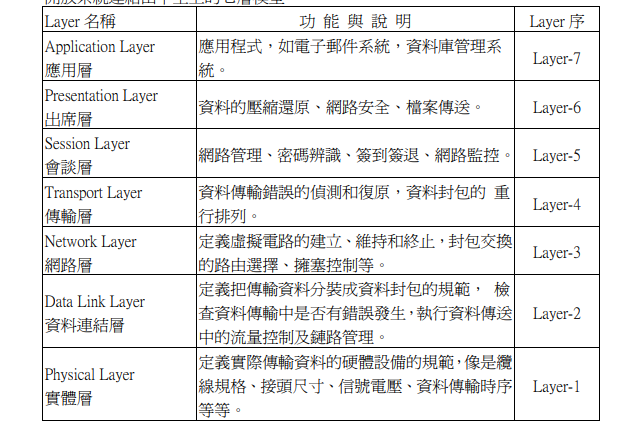 Layer 名稱 功 能 與 說 明 Layer 序
Application Layer
應用層
應用程式，如電子郵件系統，資料庫管理系
統。
Layer-7
Presentation Layer
出席層
資料的壓縮還原、網路安全、檔案傳送。
Layer-6
Session Layer
會談層
網路管理、密碼辨識、簽到簽退、網路監控。
Layer-5
Transport Layer
傳輸層
資料傳輸錯誤的偵測和復原，資料封包的 重
行排列。
Layer-4
Network Layer
網路層
定義虛擬電路的建立、維持和終止，封包交換
的路由選擇、擁塞控制等。
Layer-3
Data Link Layer
資料連結層
定義把傳輸資料分裝成資料封包的規範， 檢
查資料傳輸中是否有錯誤發生，執行資料傳送
中的流量控制及鏈路管理。
Layer-2
Physical Layer
實體層
定義實際傳輸資料的硬體設備的規範，像是纜
線規格、接頭尺寸、信號電壓、資料傳輸時序
等等。
Layer-1